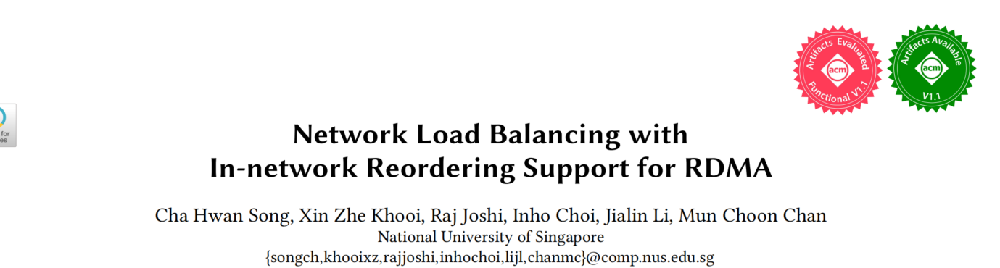 Artifacts Evaluated
acm
Functional V1.1
Artifacts Available
acm
V1.1
for
es
Network Load Balancing with
In-network Reordering Support for RDMA
Cha Hwan Song, Xin Zhe Khooi, Raj Joshi, Inho Choi, Jialin Li, Mun Choon Chan
National University of Singapore
{songch,khooixz,rajjoshi,inhochoi,lijl,chanmc}@comp.nus.edu.sg